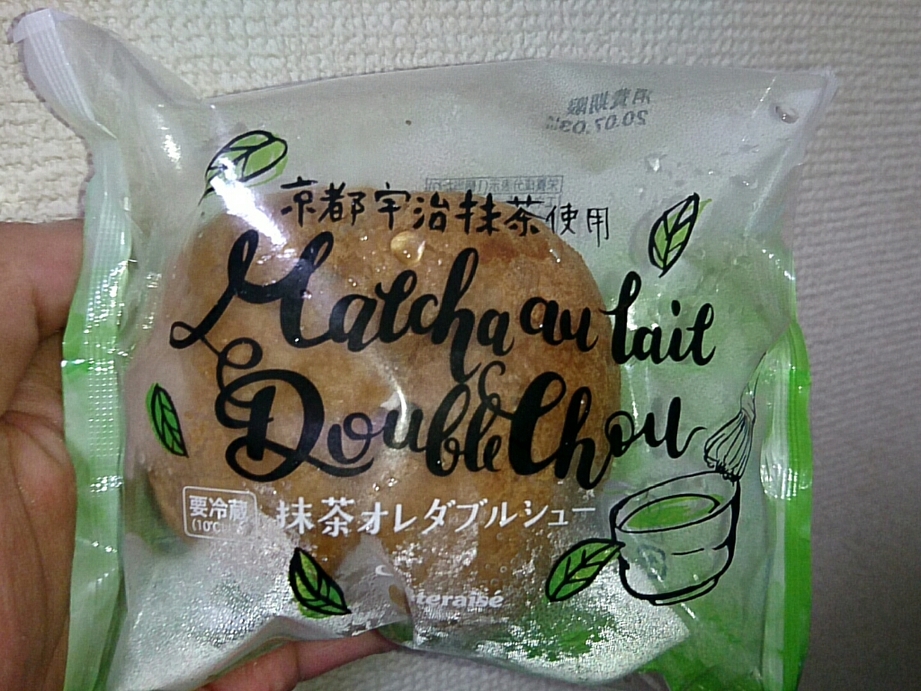 消費期限
20.07.03
京都宇治抹茶使用
Matcha au lait
Double Chou
要冷蔵
(10℃
抹茶オレダブルシュー
teraisé